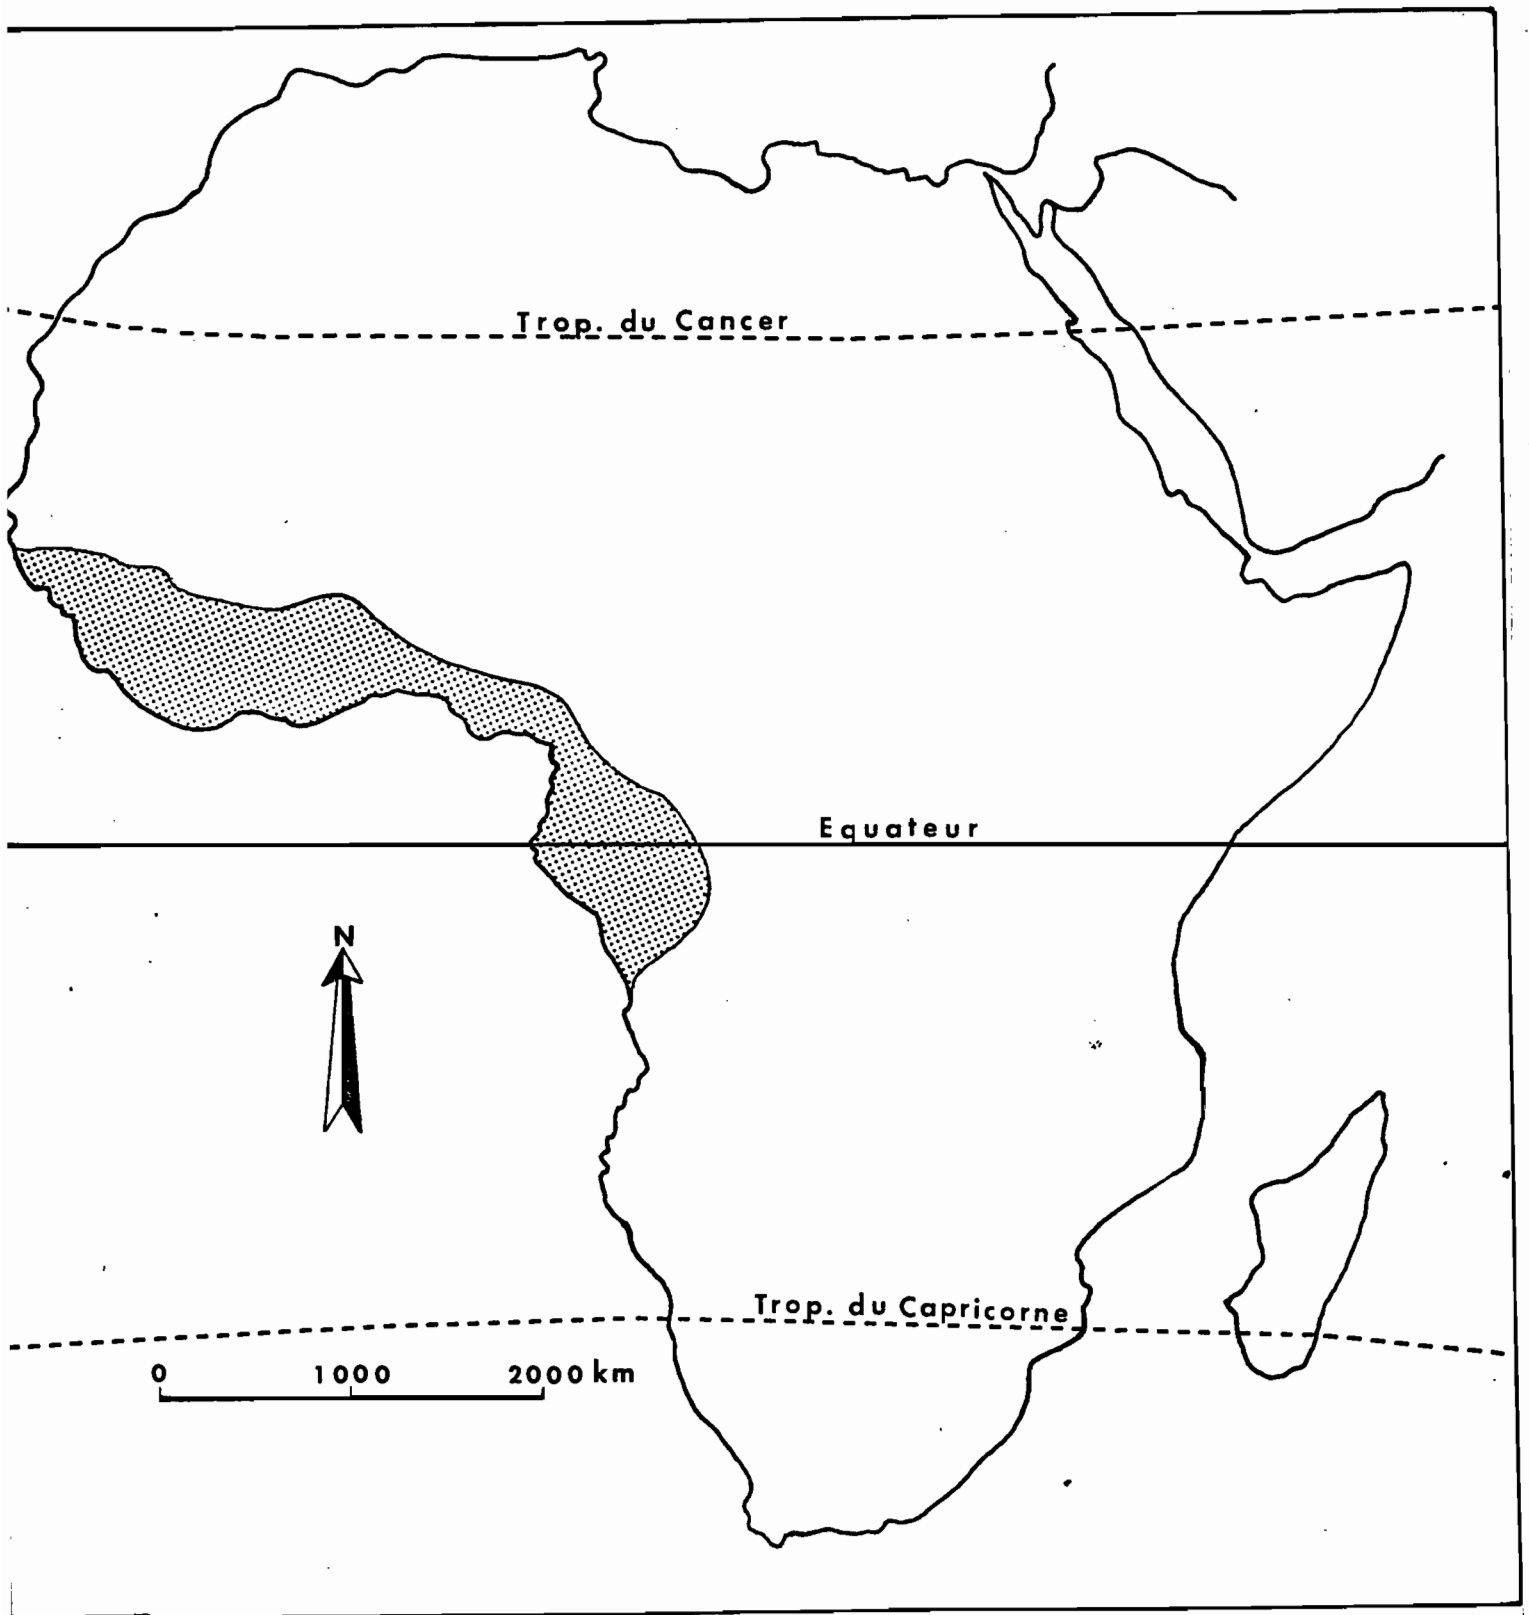 Trop. du Cancer
Equateur
N
Trop. du Capricorne
0 1000 2000 km